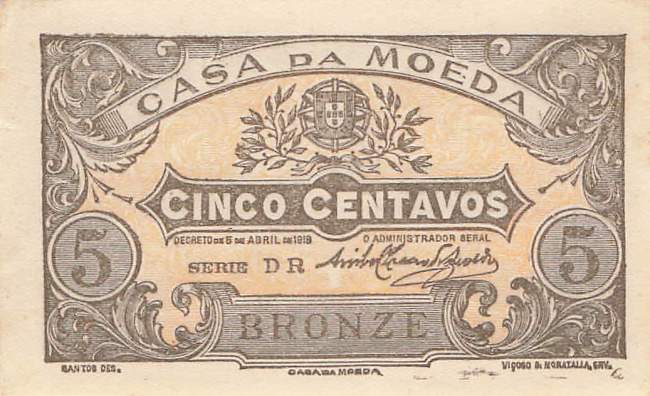 CASA DA MOEDA
CINCO CENTAVOS
DECRETO DE 5 DE ABRIL DE 1918 O ADMINISTRADOR GERAL
5 SERIE DR 5
BRONZE
SANTOS DES. CASA DA MOEDA